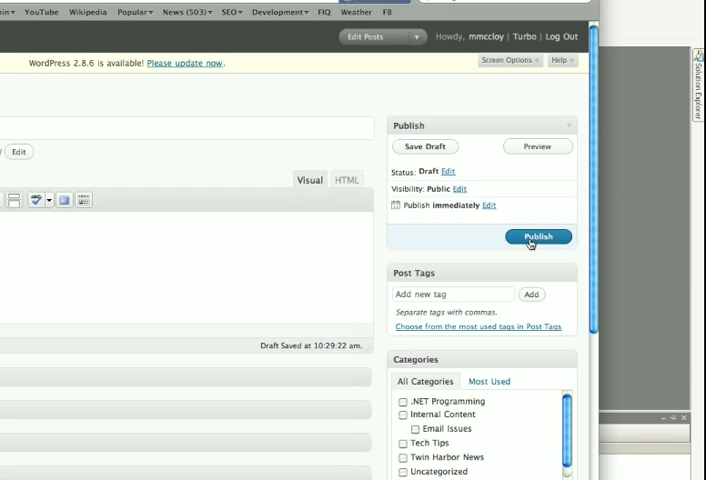 YouTube Wikipedia Popular News (503) SEO Development FIQ Weather FB
Edit Posts Howdy, mmccloy | Turbo | Log Out
WordPress 2.8.6 is available! Please update now.
Screen Options Help
Publish
Edit
Save Draft Preview
Status: Draft Edit
Visual HTML
Visibility: Public Edit
Publish immediately Edit
Publish
Post Tags
Add new tag Add
Separate tags with commas.
Choose from the most used tags in Post Tags
Draft Saved at 10:29:22 am.
Categories
All Categories Most Used
.NET Programming
Internal Content
Email Issues
Tech Tips
Twin Harbor News
Uncategorized
Solution Explorer